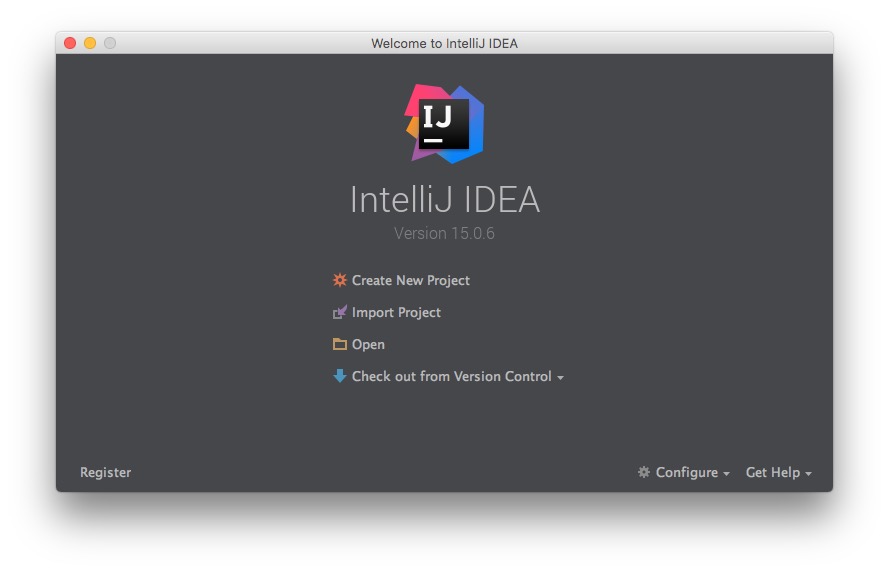 Welcome to IntelliJ IDEA
IJ
IntelliJ IDEA
Version 15.0.6
Create New Project
Import Project
Open
Check out from Version Control
Register
Configure
Get Help